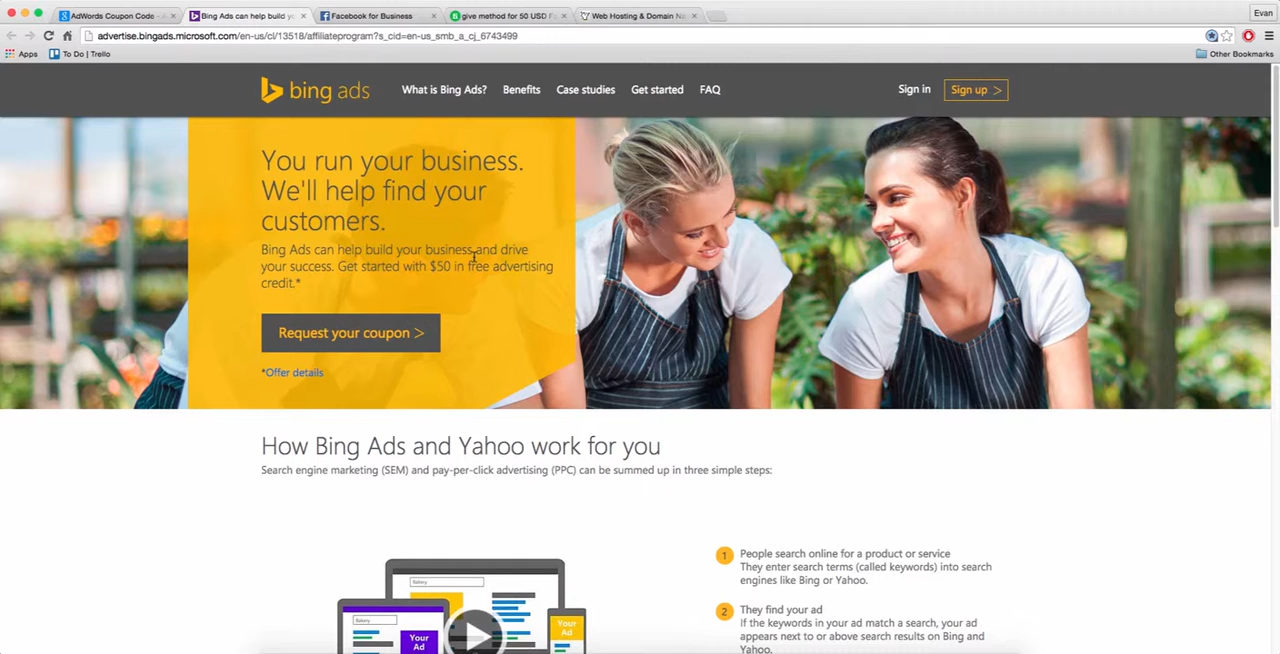 AdWords Coupon Code - A
Bing Ads can help build yo
Facebook for Business
give method for 50 USD F
Web Hosting & Domain Na
Evan
advertise.bingads.microsoft.com/en-us/cl/13518/affiliateprogram?s_cid=en-us_smb_a_cj_6743499
Apps
To Do | Trello
Other Bookmarks
bing ads
What is Bing Ads?
Benefits
Case studies
Get started
FAQ
Sign in
Sign up >
You run your business.
We'll help find your
customers.
Bing Ads can help build your business and drive
your success. Get started with $50 in free advertising
credit.*
Request your coupon >
*Offer details
How Bing Ads and Yahoo work for you
Search engine marketing (SEM) and pay-per-click advertising (PPC) can be summed up in three simple steps:
1 People search online for a product or service
They enter search terms (called keywords) into search
engines like Bing or Yahoo.
2 They find your ad
If the keywords in your ad match a search, your ad
appears next to or above search results on Bing and
Yahoo.
Bakery
Bakery
Your
Ad
Your
Ad